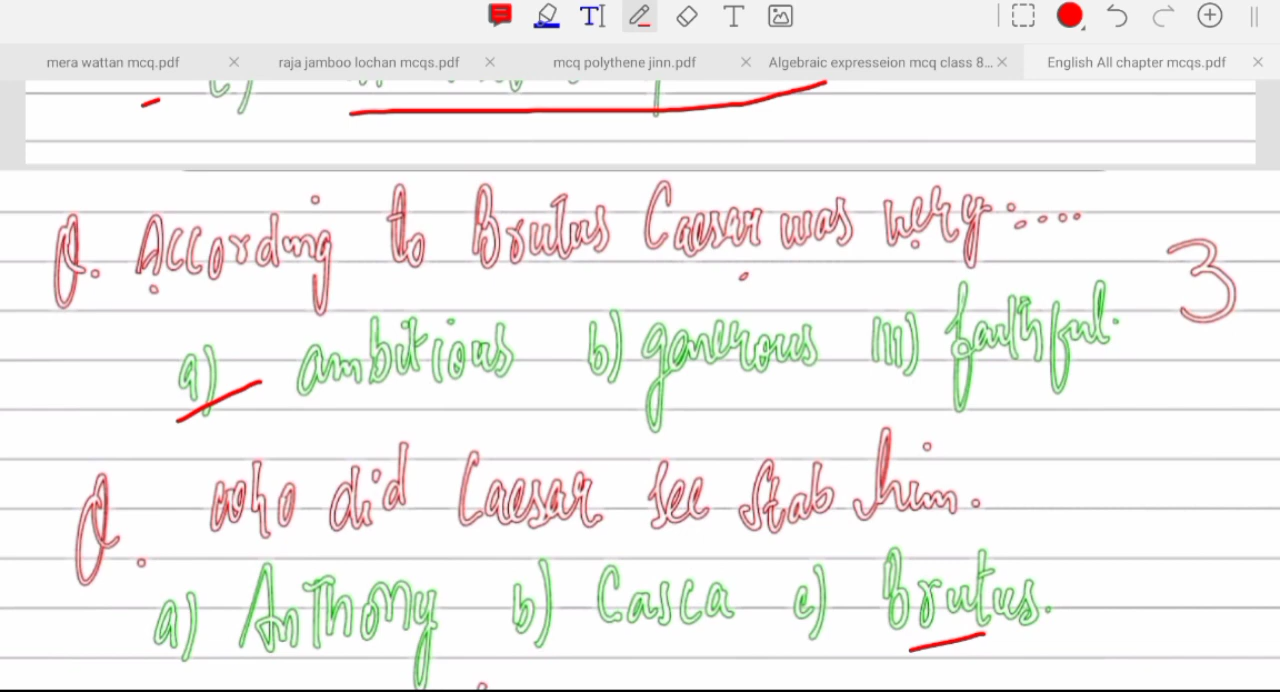 T T
mera wattan mcq.pdf raja jamboo lochan mcqs.pdf mcq polythene jinn.pdf Algebraic expresseion mcq class 8... English All chapter mcqs.pdf
c)
Q. According to Brutus Caesar was very ....
3
a) ambitious b) generous III) faithful.
Q. who did Caesar see stab him.
a) AnThony b) Casca c) Brutus.